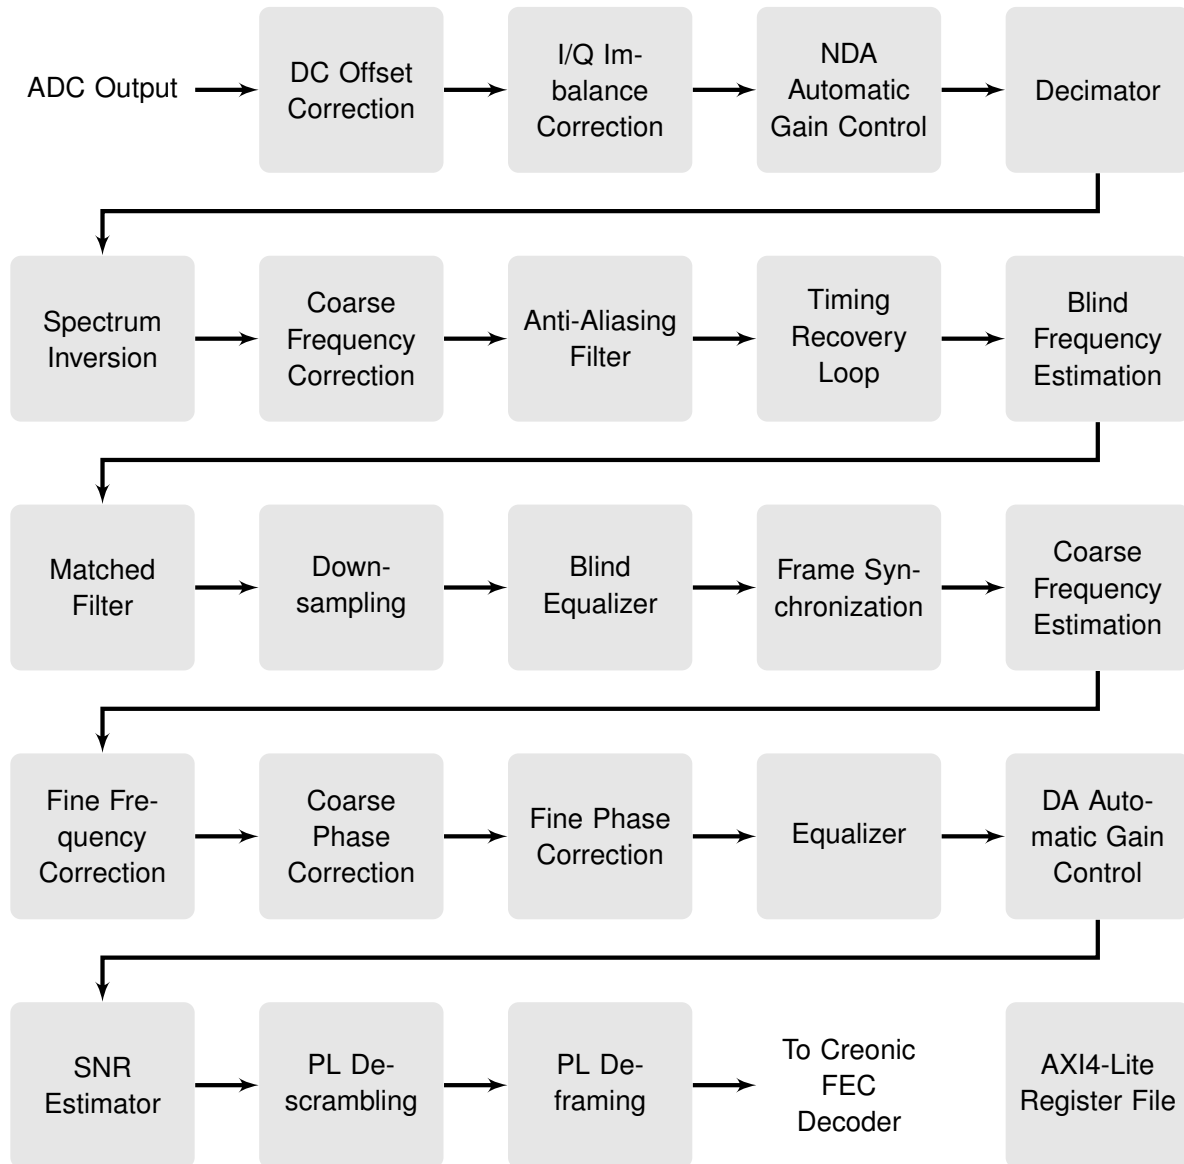 ADC Output
DC Offset
Correction
I/Q Im-
balance
Correction
NDA
Automatic
Gain Control
Decimator
Spectrum
Inversion
Coarse
Frequency
Correction
Anti-Aliasing
Filter
Timing
Recovery
Loop
Blind
Frequency
Estimation
Matched
Filter
Down-
sampling
Blind
Equalizer
Frame Syn-
chronization
Coarse
Frequency
Estimation
Fine Fre-
quency
Correction
Coarse
Phase
Correction
Fine Phase
Correction
Equalizer
DA Auto-
matic Gain
Control
SNR
Estimator
PL De-
scrambling
PL De-
framing
To Creonic
FEC
Decoder
AXI4-Lite
Register File